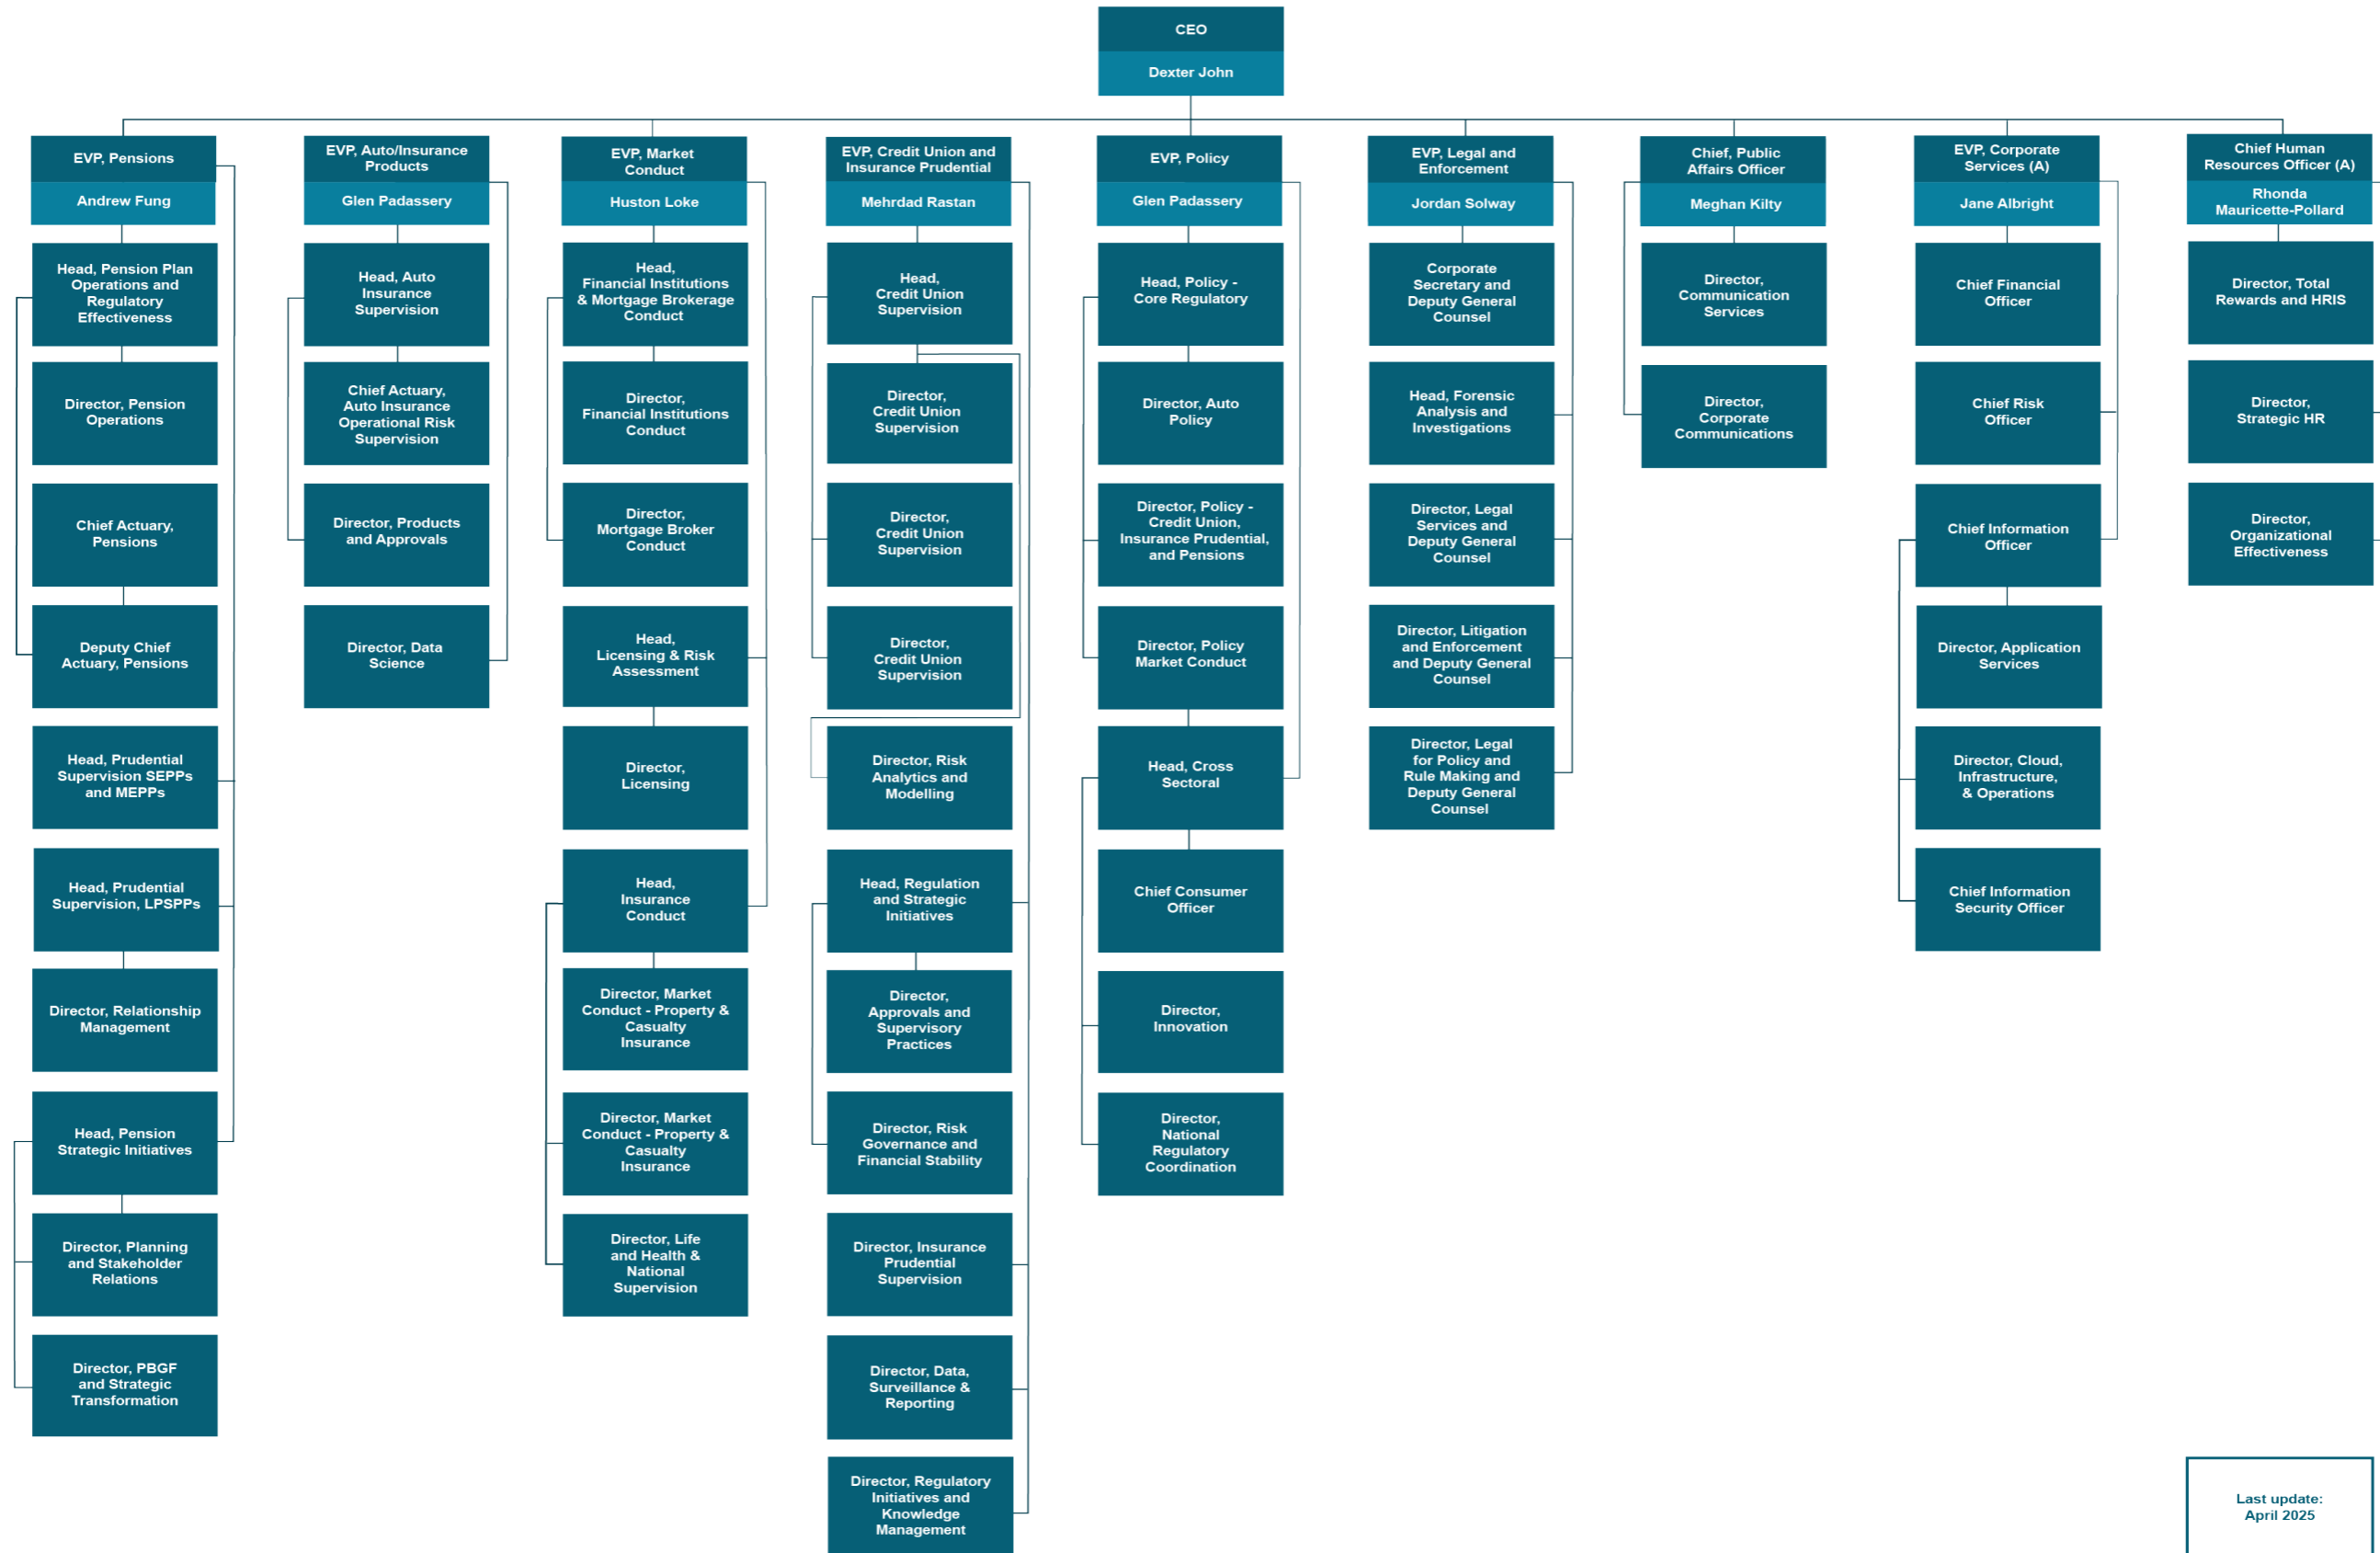 CEO
Dexter John
EVP, Pensions
Andrew Fung
Head, Pension Plan
Operations and
Regulatory
Effectiveness
Director, Pension
Operations
Chief Actuary,
Pensions
Deputy Chief
Actuary, Pensions
Head, Prudential
Supervision SEPPs
and MEPPs
Head, Prudential
Supervision, LPSPPs
Director, Relationship
Management
Head, Pension
Strategic Initiatives
Director, Planning
and Stakeholder
Relations
Director, PBGF
and Strategic
Transformation
EVP, Auto/Insurance
Products
Glen Padassery
Head, Auto
Insurance
Supervision
Chief Actuary,
Auto Insurance
Operational Risk
Supervision
Director, Products
and Approvals
Director, Data
Science
EVP, Market
Conduct
Huston Loke
Head,
Financial Institutions
& Mortgage Brokerage
Conduct
Director,
Financial Institutions
Conduct
Director,
Mortgage Broker
Conduct
Head,
Licensing & Risk
Assessment
Director,
Licensing
Head,
Insurance
Conduct
Director, Market
Conduct - Property &
Casualty
Insurance
Director, Market
Conduct - Property &
Casualty
Insurance
Director, Life
and Health &
National
Supervision
EVP, Credit Union and
Insurance Prudential
Mehrdad Rastan
Head,
Credit Union
Supervision
Director,
Credit Union
Supervision
Director,
Credit Union
Supervision
Director,
Credit Union
Supervision
Director, Risk
Analytics and
Modelling
Head, Regulation
and Strategic
Initiatives
Director,
Approvals and
Supervisory
Practices
Director, Risk
Governance and
Financial Stability
Director, Insurance
Prudential
Supervision
Director, Data,
Surveillance &
Reporting
Director, Regulatory
Initiatives and
Knowledge
Management
EVP, Policy
Glen Padassery
Head, Policy -
Core Regulatory
Director, Auto
Policy
Director, Policy -
Credit Union,
Insurance Prudential,
and Pensions
Director, Policy
Market Conduct
Head, Cross
Sectoral
Chief Consumer
Officer
Director,
Innovation
Director,
National
Regulatory
Coordination
EVP, Legal and
Enforcement
Jordan Solway
Corporate
Secretary and
Deputy General
Counsel
Head, Forensic
Analysis and
Investigations
Director, Legal
Services and
Deputy General
Counsel
Director, Litigation
and Enforcement
and Deputy General
Counsel
Director, Legal
for Policy and
Rule Making and
Deputy General
Counsel
Chief, Public
Affairs Officer
Meghan Kilty
Director,
Communication
Services
Director,
Corporate
Communications
EVP, Corporate
Services (A)
Jane Albright
Chief Financial
Officer
Chief Risk
Officer
Chief Information
Officer
Director, Application
Services
Director, Cloud,
Infrastructure,
& Operations
Chief Information
Security Officer
Chief Human
Resources Officer (A)
Rhonda
Mauricette-Pollard
Director, Total
Rewards and HRIS
Director,
Strategic HR
Director,
Organizational
Effectiveness
Last update:
April 2025